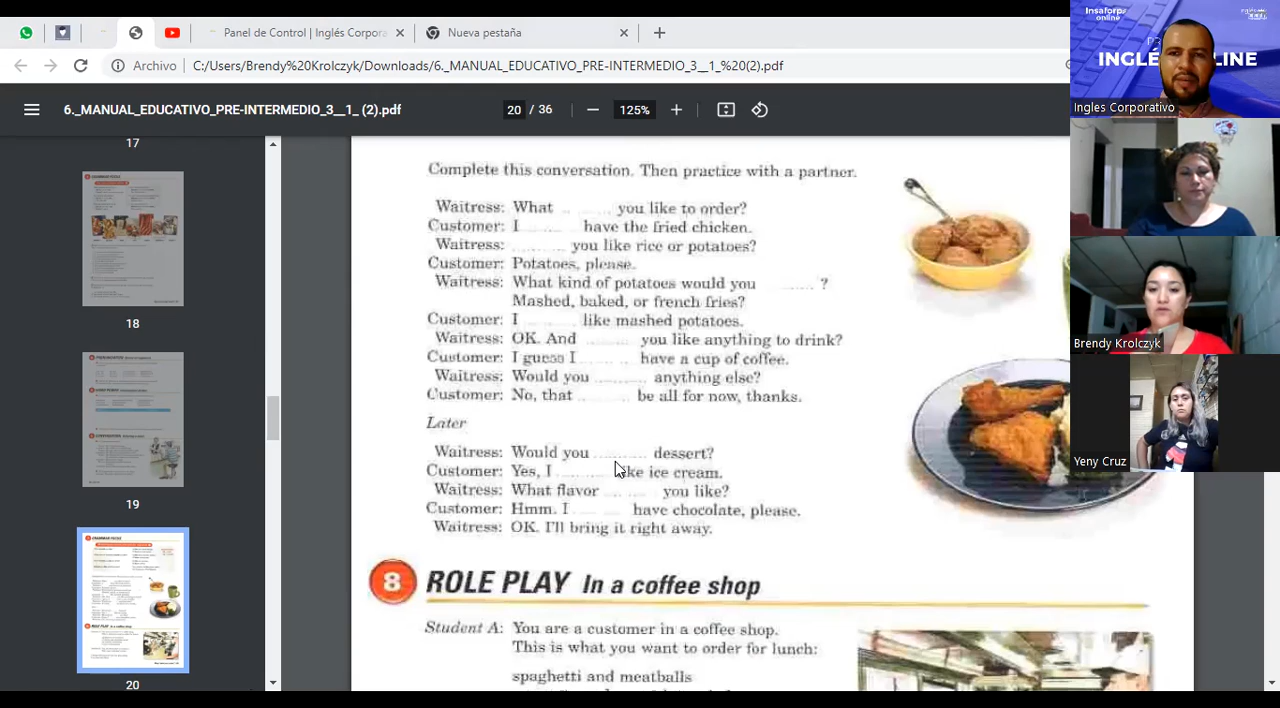 Panel de Control | Inglés Corpora
Nueva pestaña
Archivo
C:/Users/Brendy%20Krolczyk/Down MANUAL_EDUCATIVO_PRE-INTERMEDIO_3__1_%20(2).pdf
6._MANUAL_EDUCATIVO_PRE-INTERMEDIO_3__1_ (2).pdf
20 / 36
125%
17
18
19
20
Complete this conversation. Then practice with a partner.
Waitress: What ........ you like to order?
Customer: I ........ have the fried chicken.
Waitress: ........ you like rice or potatoes?
Customer: Potatoes, please.
Waitress: What kind of potatoes would you ........ ?
Mashed, baked, or french fries?
Customer: I ........ like mashed potatoes.
Waitress: OK. And ........ you like anything to drink?
Customer: I guess I ........ have a cup of coffee.
Waitress: Would you ........ anything else?
Customer: No, that ........ be all for now, thanks.
Later
Waitress: Would you ........ dessert?
Customer: Yes, I ........ ike ice cream.
Waitress: What flavor ........ you like?
Customer: Hmm. I ........ have chocolate, please.
Waitress: OK. I'll bring it right away.
8 ROLE PL In a coffee shop
Student A: You are a customer in a coffee shop.
This is what you want to order for lunch:
spaghetti and meatballs
Insaforp
online
INGLE LINE
Ingles Corporativo
Brendy Krolczyk
Yeny Cruz